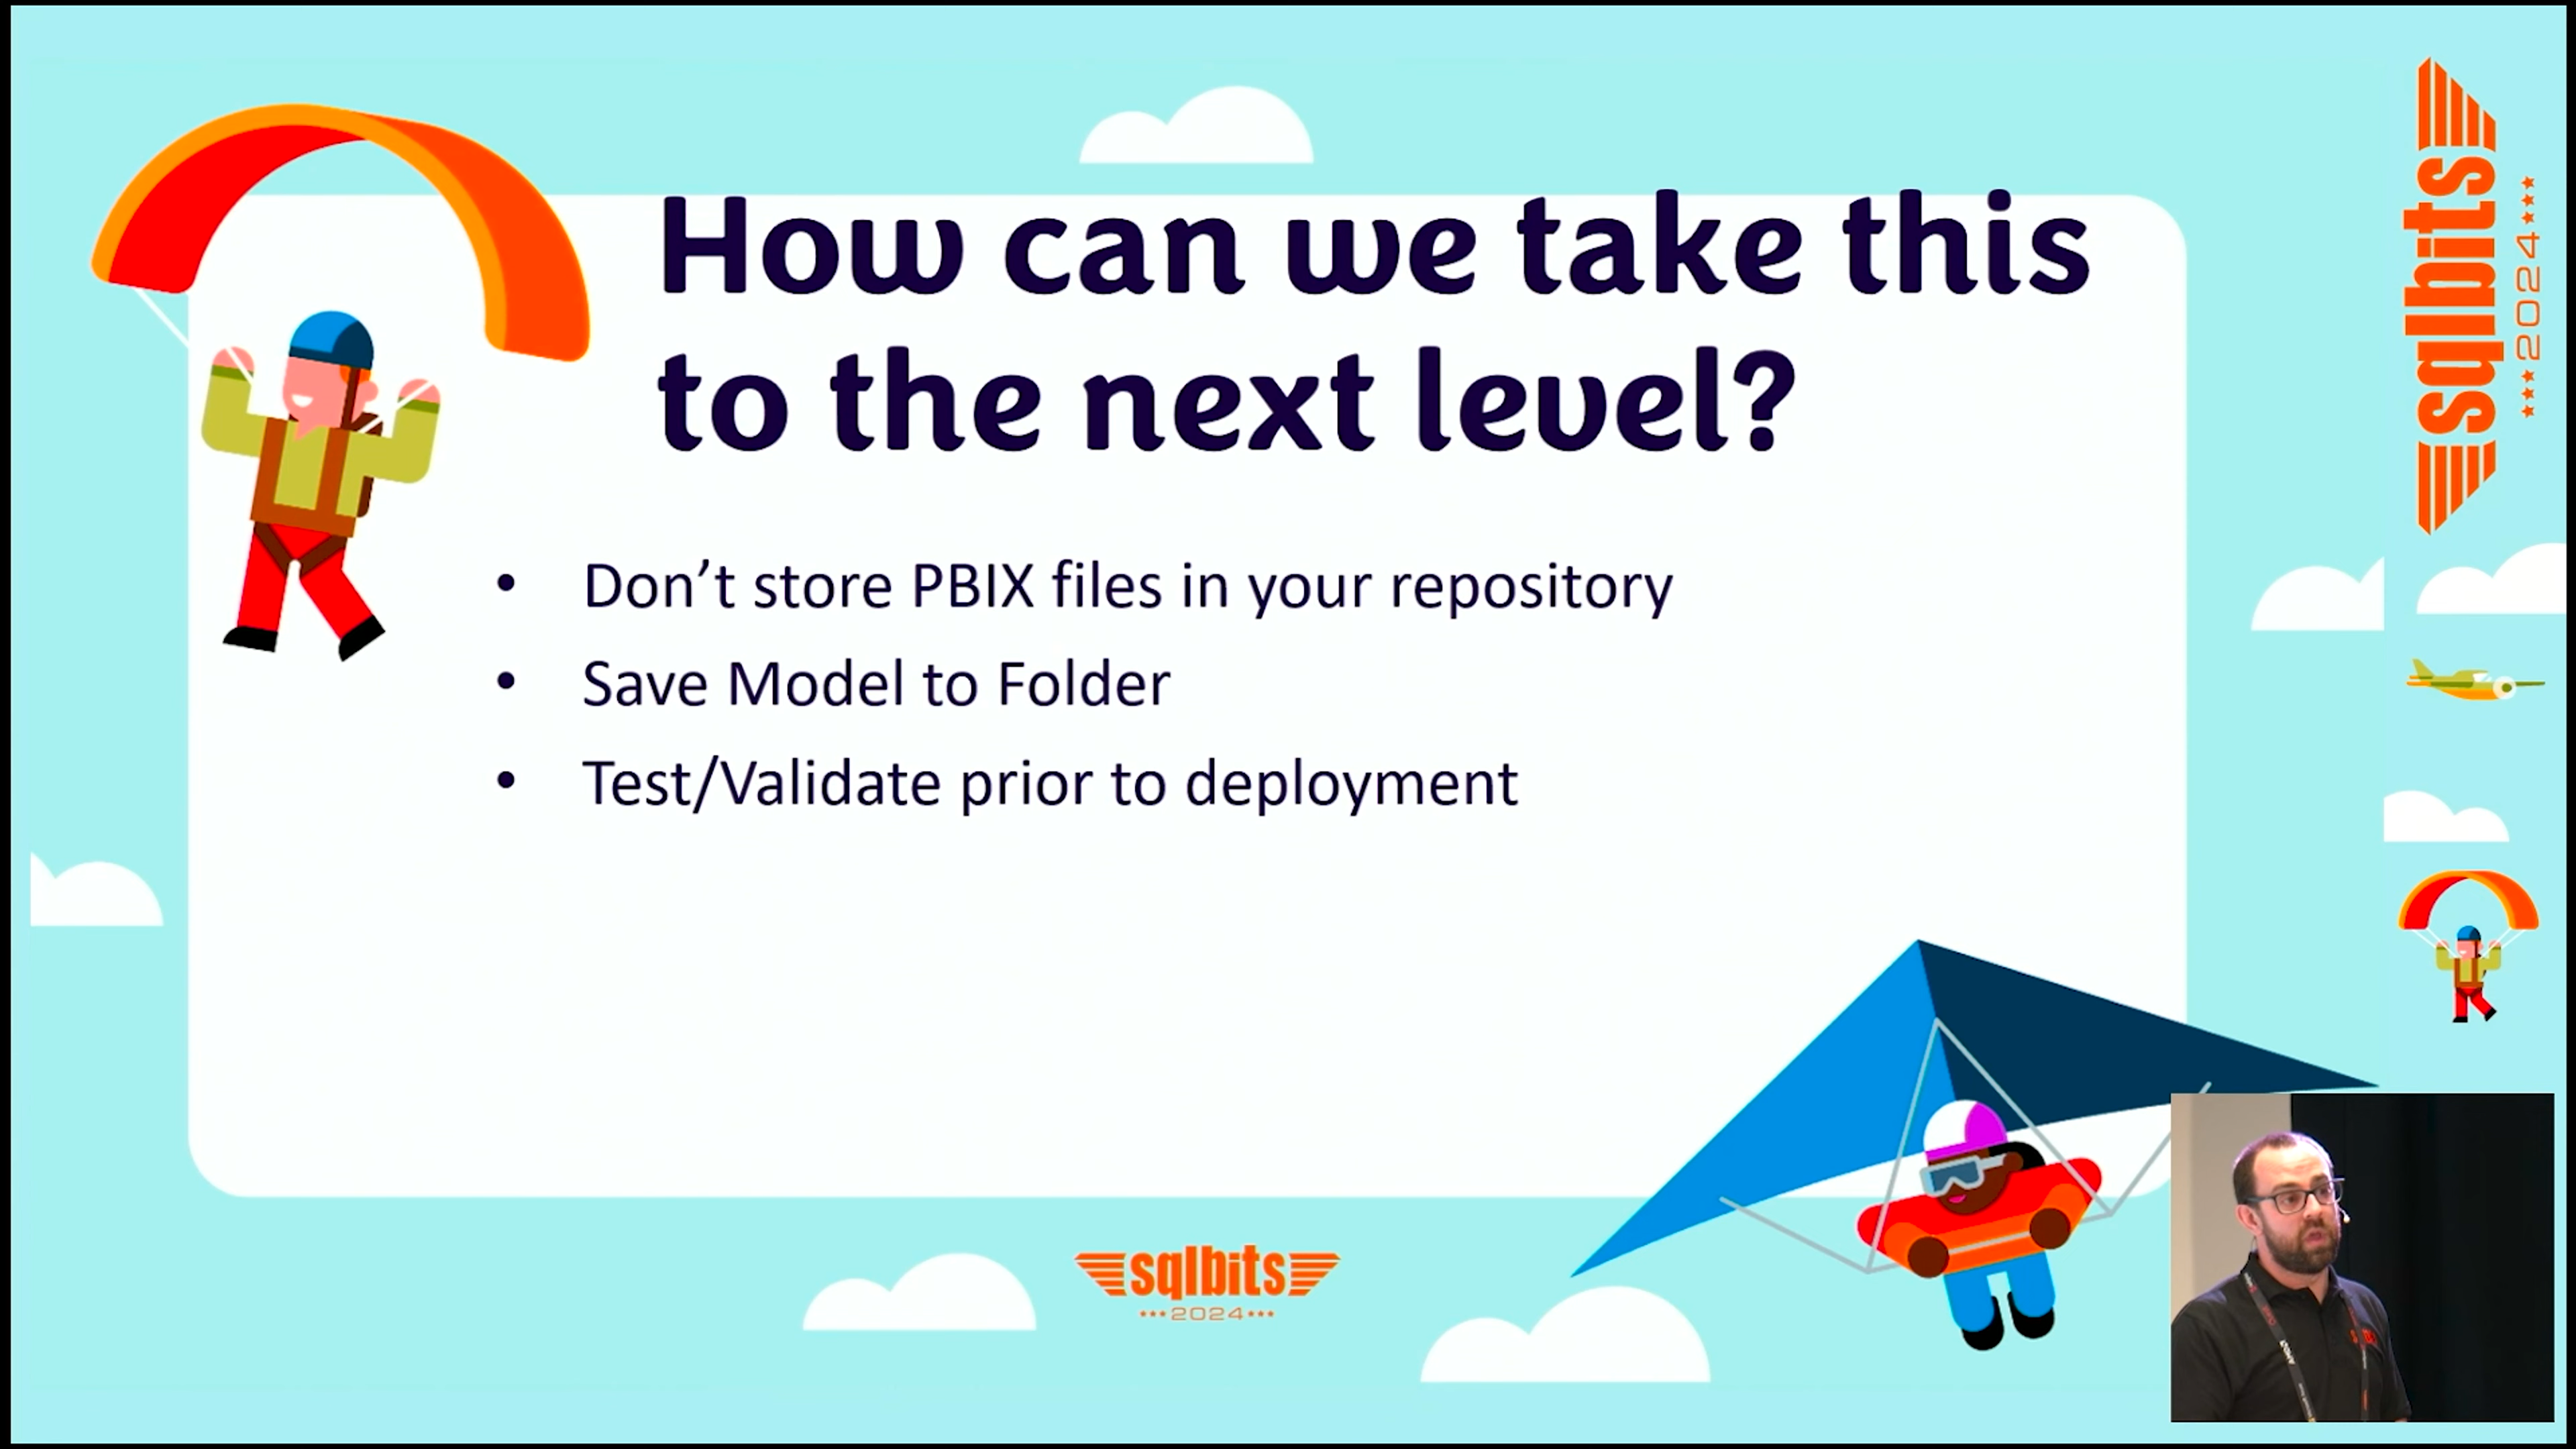 How can we take this
to the next level?
• Don’t store PBIX files in your repository
• Save Model to Folder
• Test/Validate prior to deployment
sqlbits
2024
sqlbits
2024